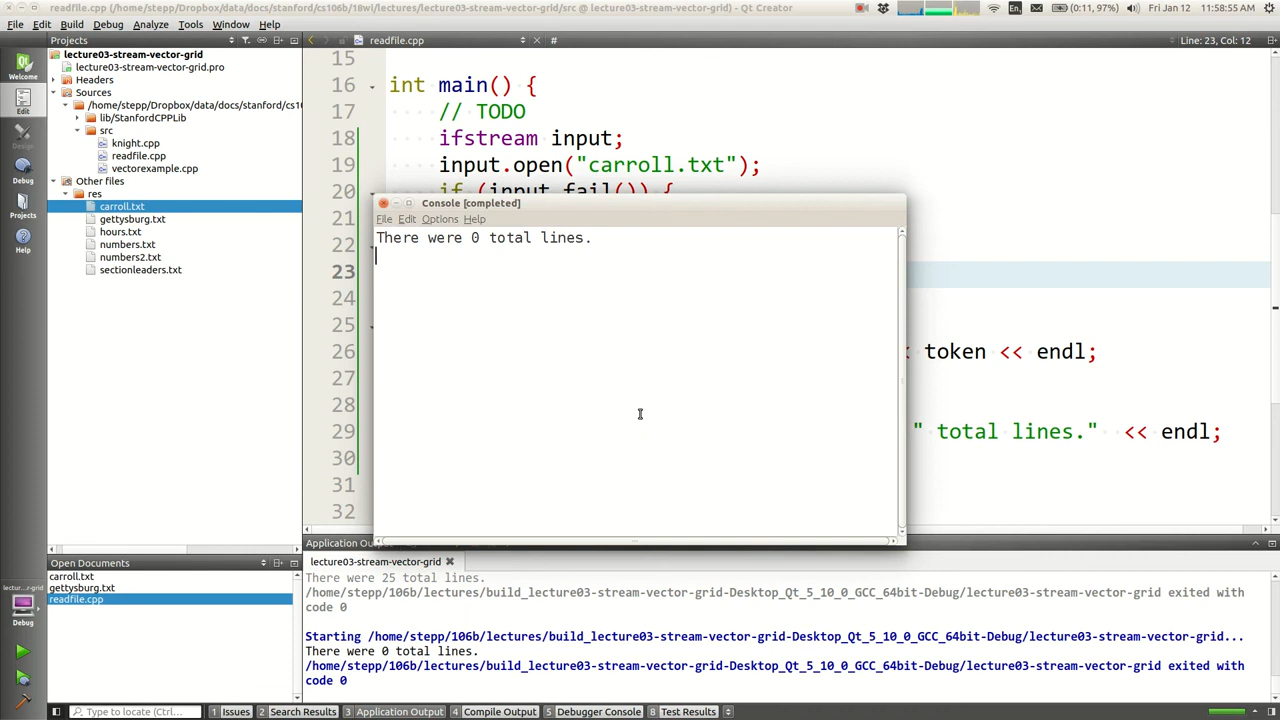 readfile.cpp (/home/stepp/Dropbox/data/docs/stanford/cs106b/18wi/lectures/lecture03-stream-vector-grid/src @ lecture03-stream-vector-grid) - Qt Creator
En, (0:11, 97%) Fri Jan 12 11:58:55 AM
File Edit Build Debug Analyze Tools Window Help
Projects readfile.cpp # Line: 23, Col: 12
Welcome
Edit
Design
Debug
Projects
Help
lecture03-stream-vector-grid
lecture03-stream-vector-grid.pro
Headers
Sources
/home/stepp/Dropbox/data/docs/stanford/cs10
lib/StanfordCPPLib
src
knight.cpp
readfile.cpp
vectorexample.cpp
Other files
res
carroll.txt
gettysburg.txt
hours.txt
numbers.txt
numbers2.txt
sectionleaders.txt
15
16 int main() {
17 // TODO
18 ifstream input;
19 input.open("carroll.txt");
20 if (input.fail()) {
21
22
23
24
25
26 token << endl;
27
28
29 " total lines." << endl;
30
31
32
Console [completed]
File Edit Options Help
There were 0 total lines.
Open Documents
carroll.txt
gettysburg.txt
readfile.cpp
lectur...r-grid
Debug
Application Output
lecture03-stream-vector-grid
There were 25 total lines.
/home/stepp/106b/lectures/build_lecture03-stream-vector-grid-Desktop_Qt_5_10_0_GCC_64bit-Debug/lecture03-stream-vector-grid exited with
code 0
Starting /home/stepp/106b/lectures/build_lecture03-stream-vector-grid-Desktop_Qt_5_10_0_GCC_64bit-Debug/lecture03-stream-vector-grid...
There were 0 total lines.
/home/stepp/106b/lectures/build_lecture03-stream-vector-grid-Desktop_Qt_5_10_0_GCC_64bit-Debug/lecture03-stream-vector-grid exited with
code 0
Type to locate (Ctrl+... 1 Issues 2 Search Results 3 Application Output 4 Compile Output 5 Debugger Console 8 Test Results